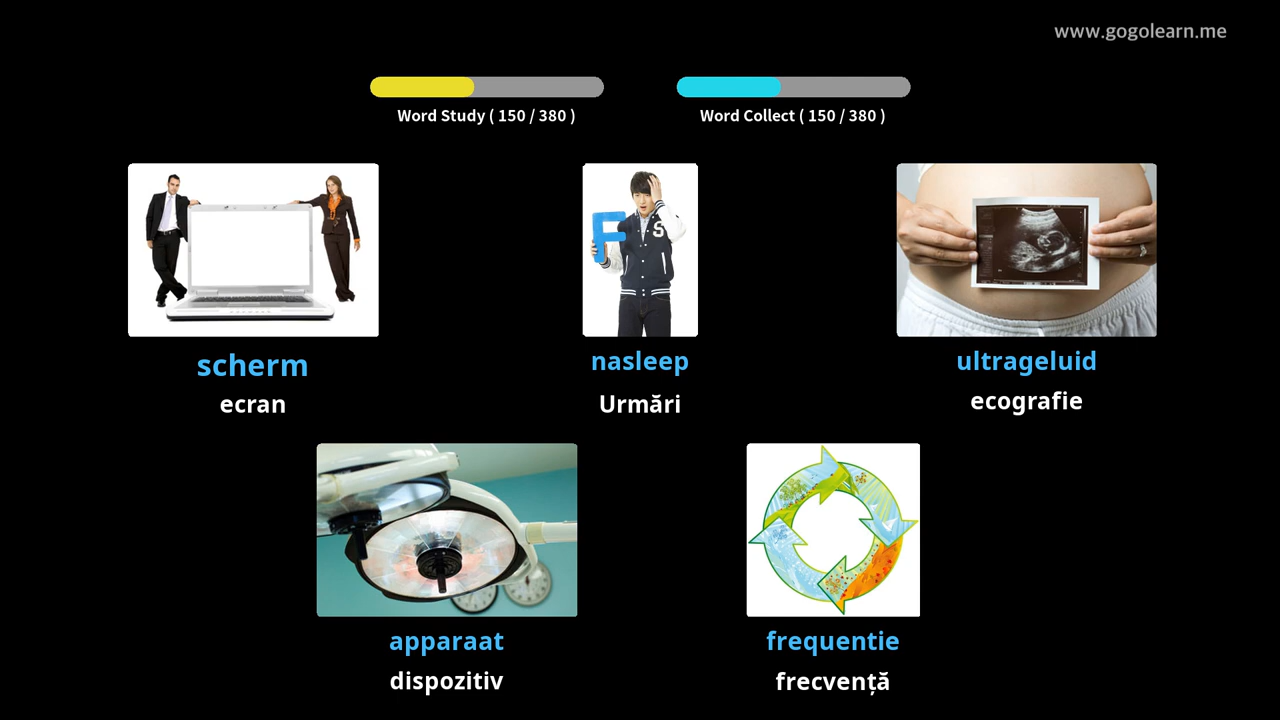 www.gogolearn.me
Word Study ( 150 / 380 )
Word Collect ( 150 / 380 )
F
S
scherm
ecran
nasleep
Urmări
ultrageluid
ecografie
apparaat
dispozitiv
frequentie
frecvență